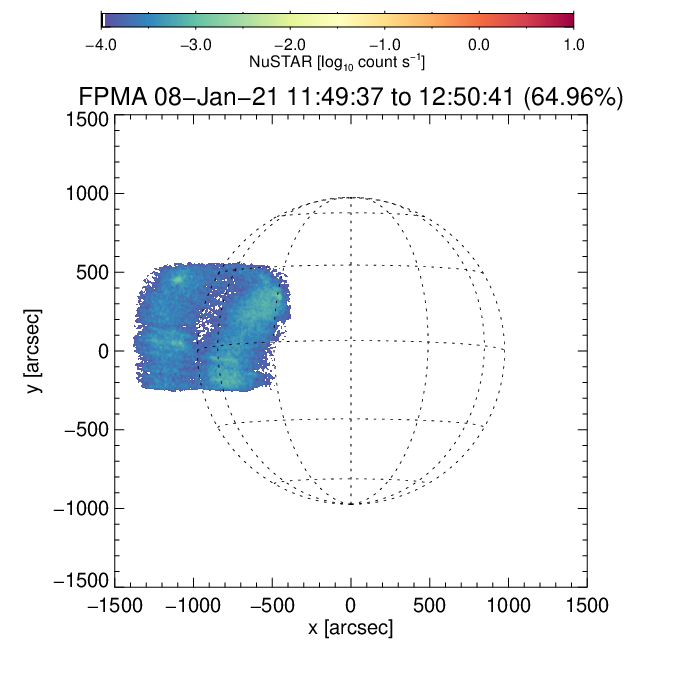 −4.0 −3.0 −2.0 −1.0 0.0 1.0
NuSTAR [log₁₀ count s⁻¹]
FPMA 08−Jan−21 11:49:37 to 12:50:41 (64.96%)
1500
1000
500
0
−500
−1000
−1500
y [arcsec]
−1500 −1000 −500 0 500 1000 1500
x [arcsec]